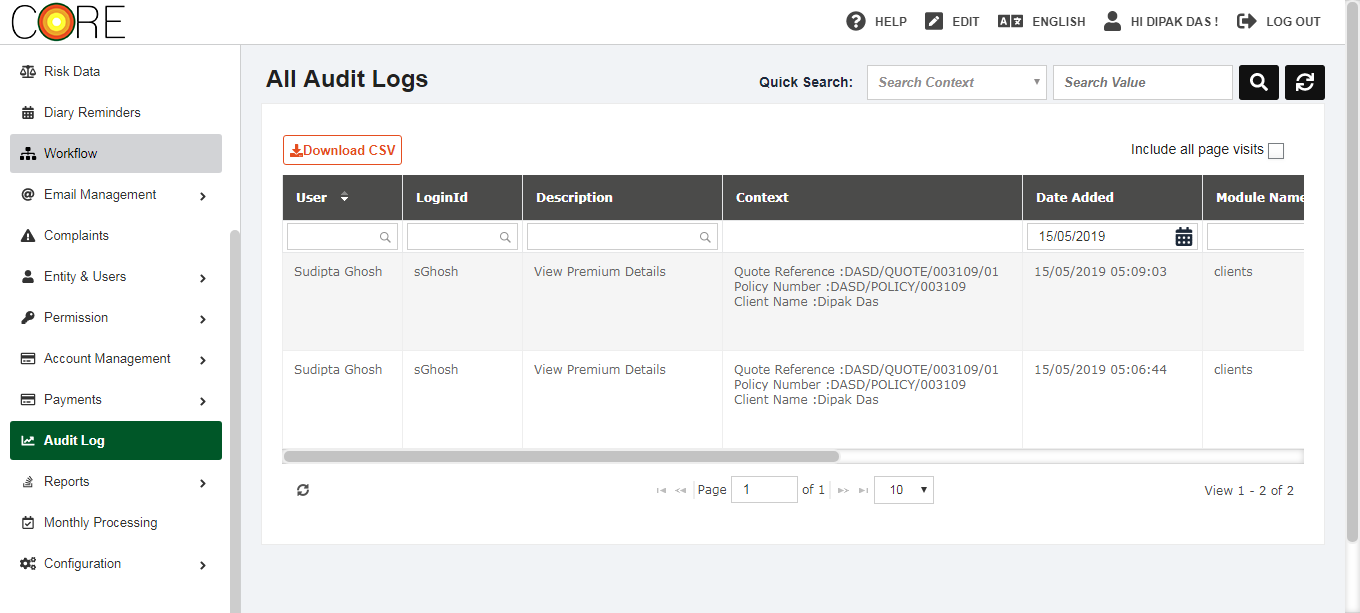 CORE
HELP
EDIT
ENGLISH
HI DIPAK DAS !
LOG OUT
Risk Data
Diary Reminders
Workflow
Email Management
Complaints
Entity & Users
Permission
Account Management
Payments
Audit Log
Reports
Monthly Processing
Configuration
All Audit Logs
Quick Search:
Search Context
Search Value
Download CSV
Include all page visits
User
LoginId
Description
Context
Date Added
Module Name
15/05/2019
Sudipta Ghosh
sGhosh
View Premium Details
Quote Reference :DASD/QUOTE/003109/01
Policy Number :DASD/POLICY/003109
Client Name :Dipak Das
15/05/2019 05:09:03
clients
Sudipta Ghosh
sGhosh
View Premium Details
Quote Reference :DASD/QUOTE/003109/01
Policy Number :DASD/POLICY/003109
Client Name :Dipak Das
15/05/2019 05:06:44
clients
Page 1 of 1
10
View 1 - 2 of 2